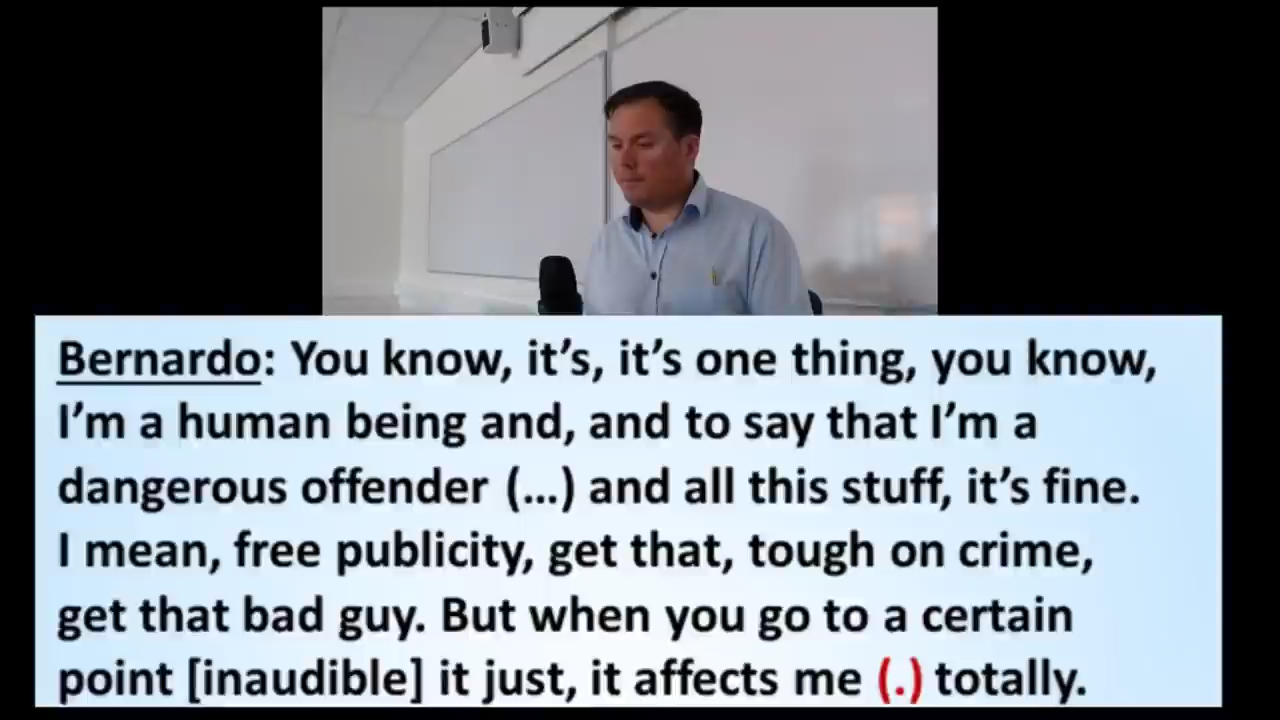 Bernardo: You know, it’s, it’s one thing, you know,
I’m a human being and, and to say that I’m a
dangerous offender (...) and all this stuff, it’s fine.
I mean, free publicity, get that, tough on crime,
get that bad guy. But when you go to a certain
point [inaudible] it just, it affects me (.) totally.